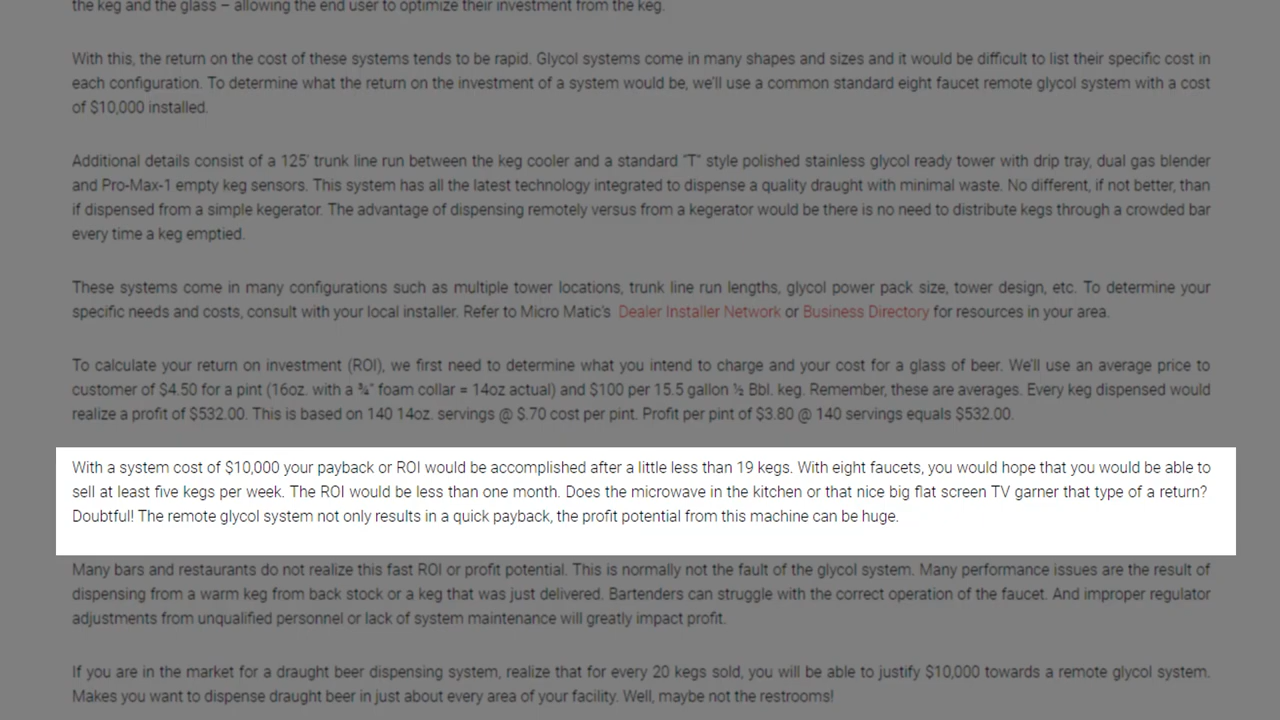 the keg and the glass – allowing the end user to optimize their investment from the keg.
With this, the return on the cost of these systems tends to be rapid. Glycol systems come in many shapes and sizes and it would be difficult to list their specific cost in
each configuration. To determine what the return on the investment of a system would be, we'll use a common standard eight faucet remote glycol system with a cost
of $10,000 installed.
Additional details consist of a 125' trunk line run between the keg cooler and a standard "T" style polished stainless glycol ready tower with drip tray, dual gas blender
and Pro-Max-1 empty keg sensors. This system has all the latest technology integrated to dispense a quality draught with minimal waste. No different, if not better, than
if dispensed from a simple kegerator. The advantage of dispensing remotely versus from a kegerator would be there is no need to distribute kegs through a crowded bar
every time a keg emptied.
These systems come in many configurations such as multiple tower locations, trunk line run lengths, glycol power pack size, tower design, etc. To determine your
specific needs and costs, consult with your local installer. Refer to Micro Matic's Dealer Installer Network or Business Directory for resources in your area.
To calculate your return on investment (ROI), we first need to determine what you intend to charge and your cost for a glass of beer. We'll use an average price to
customer of $4.50 for a pint (16oz. with a ¾" foam collar = 14oz actual) and $100 per 15.5 gallon ½ Bbl. keg. Remember, these are averages. Every keg dispensed would
realize a profit of $532.00. This is based on 140 14oz. servings @ $.70 cost per pint. Profit per pint of $3.80 @ 140 servings equals $532.00.
With a system cost of $10,000 your payback or ROI would be accomplished after a little less than 19 kegs. With eight faucets, you would hope that you would be able to
sell at least five kegs per week. The ROI would be less than one month. Does the microwave in the kitchen or that nice big flat screen TV garner that type of a return?
Doubtful! The remote glycol system not only results in a quick payback, the profit potential from this machine can be huge.
Many bars and restaurants do not realize this fast ROI or profit potential. This is normally not the fault of the glycol system. Many performance issues are the result of
dispensing from a warm keg from back stock or a keg that was just delivered. Bartenders can struggle with the correct operation of the faucet. And improper regulator
adjustments from unqualified personnel or lack of system maintenance will greatly impact profit.
If you are in the market for a draught beer dispensing system, realize that for every 20 kegs sold, you will be able to justify $10,000 towards a remote glycol system.
Makes you want to dispense draught beer in just about every area of your facility. Well, maybe not the restrooms!